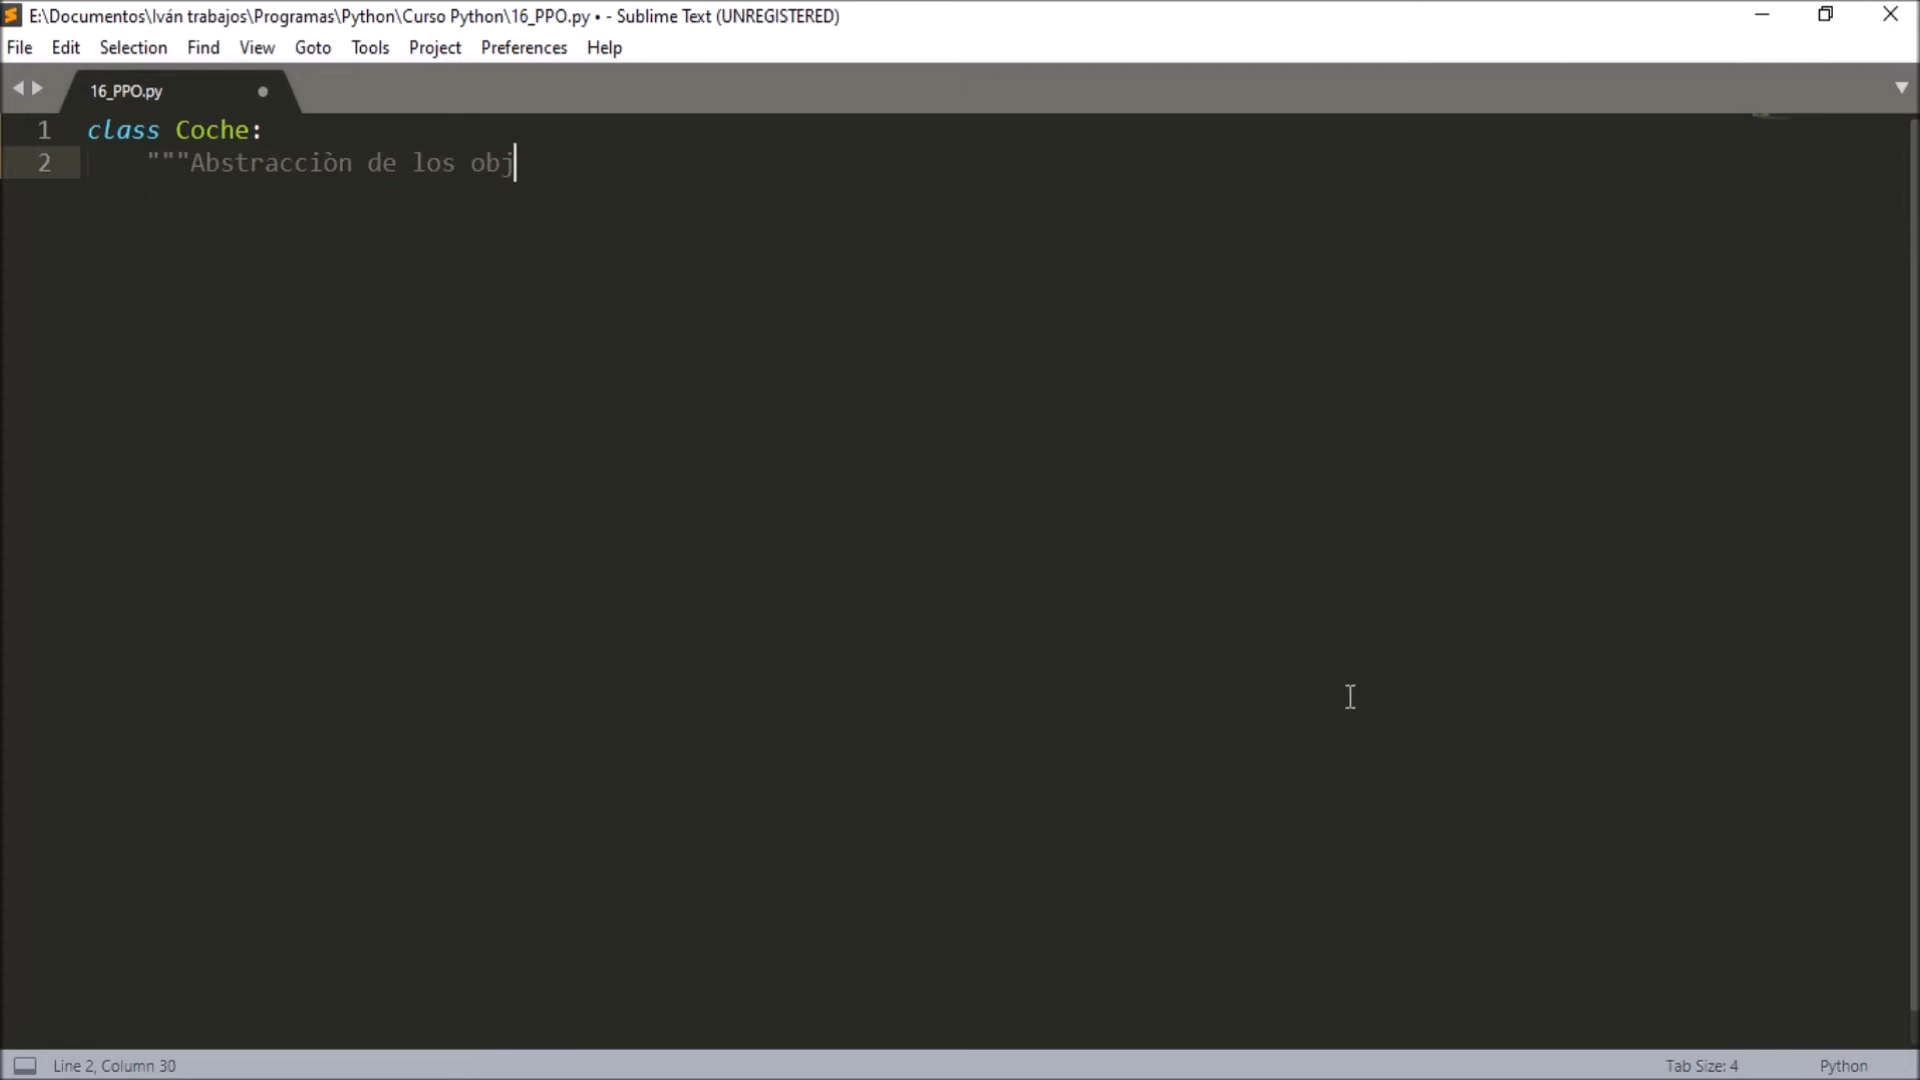 E:\Documentos\Iván trabajos\Programas\Python\Curso Python\16_PPO.py • - Sublime Text (UNREGISTERED)
File Edit Selection Find View Goto Tools Project Preferences Help
16_PPO.py
1 class Coche:
2 """Abstracciòn de los obj
Line 2, Column 30 Tab Size: 4 Python